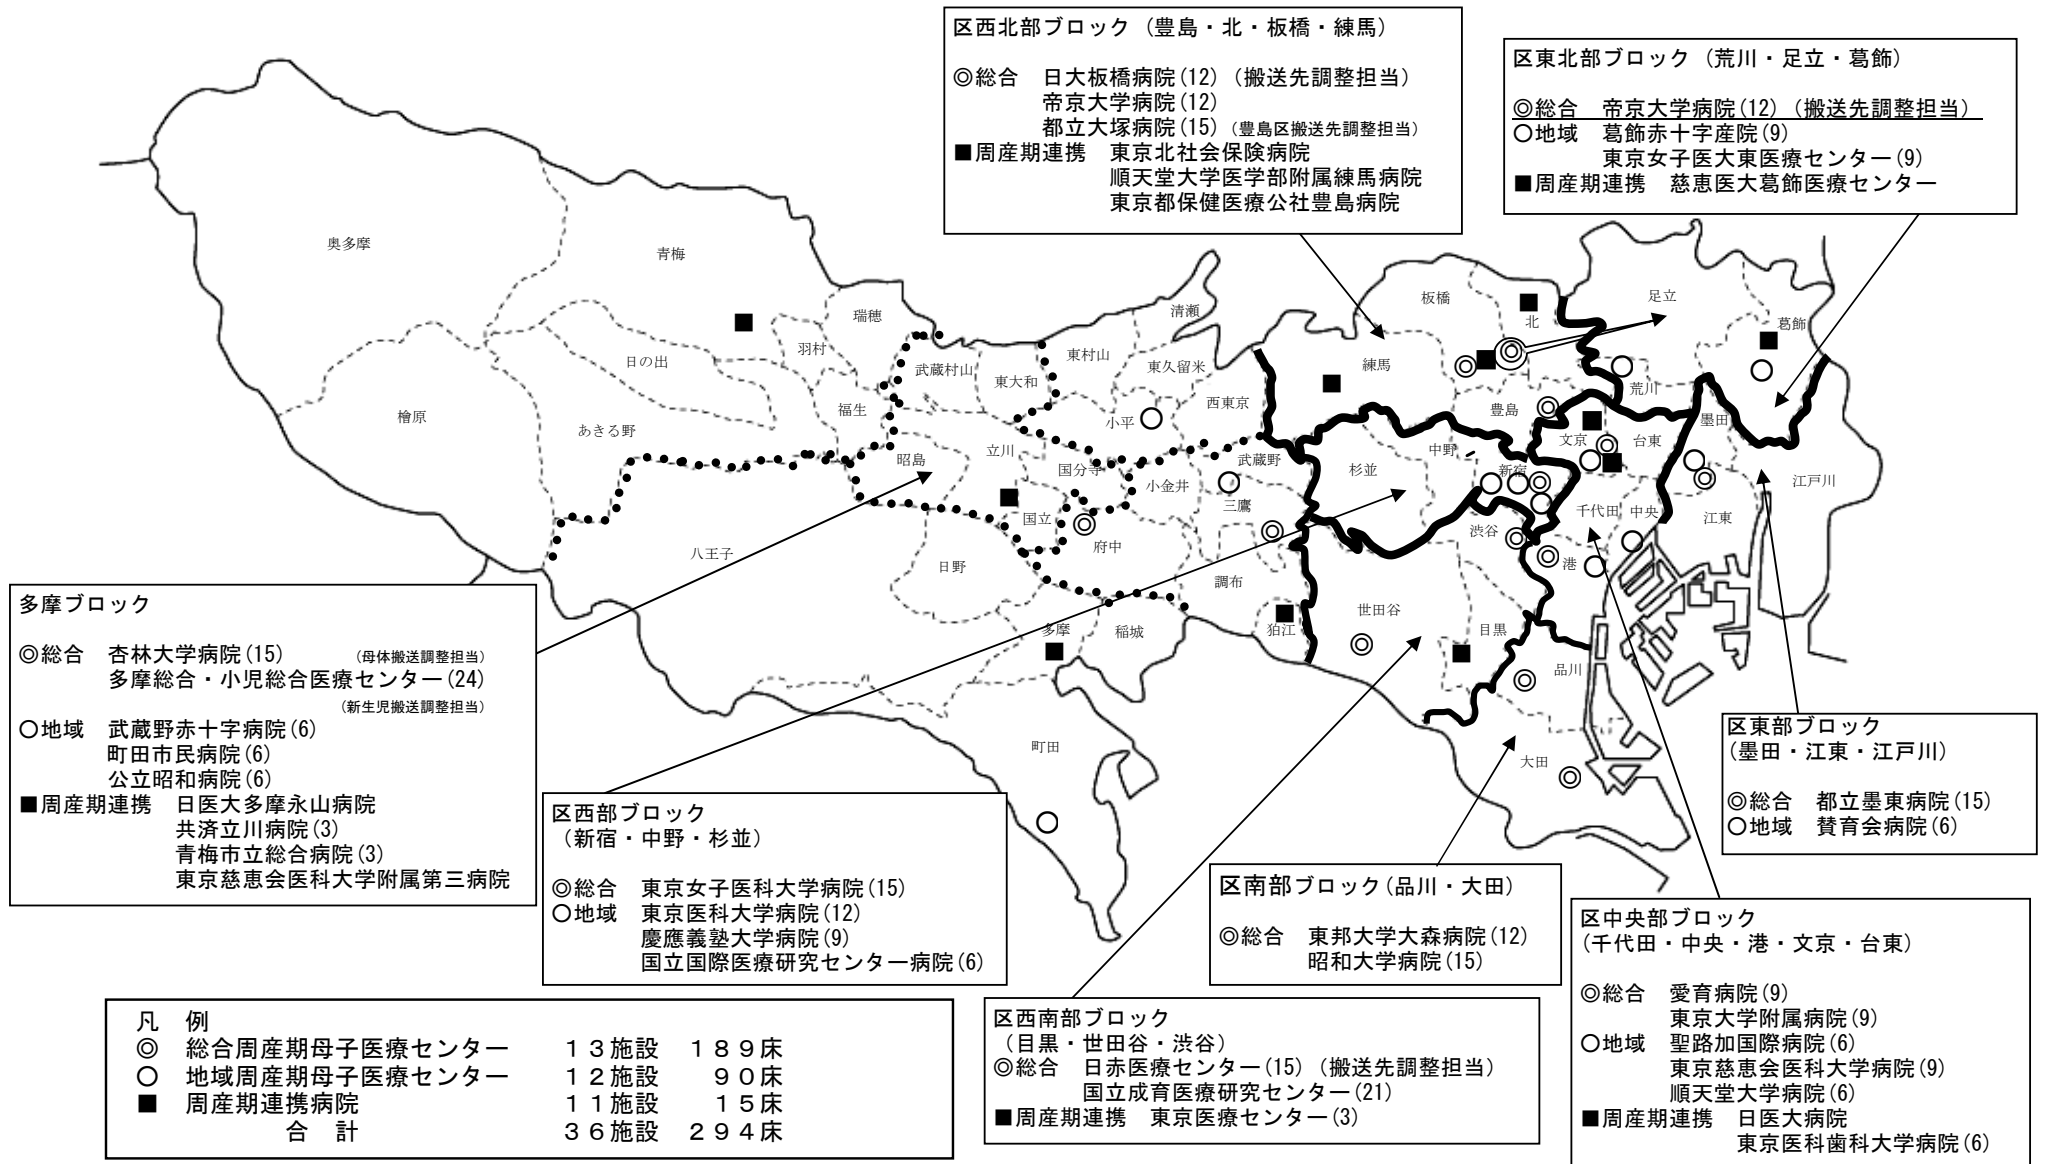 区西北部ブロック（豊島・北・板橋・練馬）
◎総合　日大板橋病院(12)（搬送先調整担当）
帝京大学病院(12)
都立大塚病院(15)（豊島区搬送先調整担当）
■周産期連携　東京北社会保険病院
順天堂大学医学部附属練馬病院
東京都保健医療公社豊島病院
区東北部ブロック（荒川・足立・葛飾）
◎総合　帝京大学病院(12)（搬送先調整担当）
○地域　葛飾赤十字産院(9)
東京女子医大東医療センター(9)
■周産期連携　慈恵医大葛飾医療センター
奥多摩
青梅
瑞穂
羽村
日の出
福生
檜原
あきる野
武蔵村山
東大和
東村山
清瀬
東久留米
西東京
小平
立川
昭島
国分寺
小金井
武蔵野
三鷹
国立
府中
八王子
日野
調布
狛江
多摩
稲城
町田
板橋
北
練馬
豊島
足立
葛飾
荒川
墨田
文京
台東
中野
杉並
新宿
千代田
中央
江東
江戸川
渋谷
港
世田谷
目黒
品川
大田
多摩ブロック
◎総合　杏林大学病院(15)　（母体搬送調整担当）
多摩総合・小児総合医療センター(24)
（新生児搬送調整担当）
○地域　武蔵野赤十字病院(6)
町田市民病院(6)
公立昭和病院(6)
■周産期連携　日医大多摩永山病院
共済立川病院(3)
青梅市立総合病院(3)
東京慈恵会医科大学附属第三病院
区西部ブロック
（新宿・中野・杉並）
◎総合　東京女子医科大学病院(15)
○地域　東京医科大学病院(12)
慶應義塾大学病院(9)
国立国際医療研究センター病院(6)
区東部ブロック
（墨田・江東・江戸川）
◎総合　都立墨東病院(15)
○地域　賛育会病院(6)
区南部ブロック(品川・大田)
◎総合　東邦大学大森病院(12)
昭和大学病院(15)
区西南部ブロック
（目黒・世田谷・渋谷）
◎総合　日赤医療センター(15)（搬送先調整担当）
国立成育医療研究センター(21)
■周産期連携　東京医療センター(3)
区中央部ブロック
（千代田・中央・港・文京・台東）
◎総合　愛育病院(9)
東京大学附属病院(9)
○地域　聖路加国際病院(6)
東京慈恵会医科大学病院(9)
順天堂大学病院(6)
■周産期連携　日医大病院
東京医科歯科大学病院(6)
凡　例
◎　総合周産期母子医療センター　１３施設　１８９床
○　地域周産期母子医療センター　１２施設　９０床
■　周産期連携病院　１１施設　１５床
合　計　３６施設　２９４床